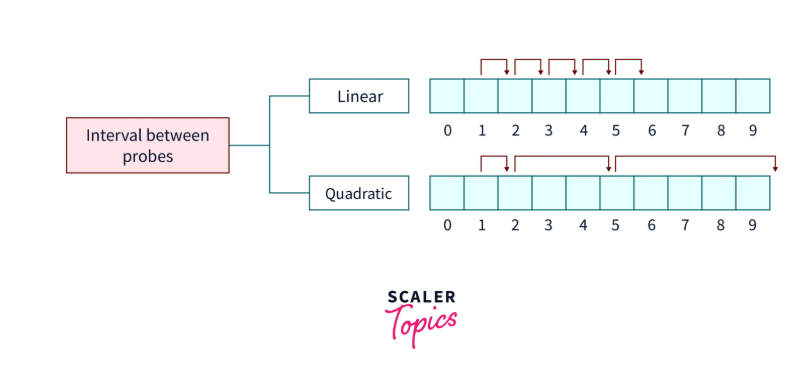 Linear
0 1 2 3 4 5 6 7 8 9
Interval between
probes
Quadratic
0 1 2 3 4 5 6 7 8 9
SCALER
Topics